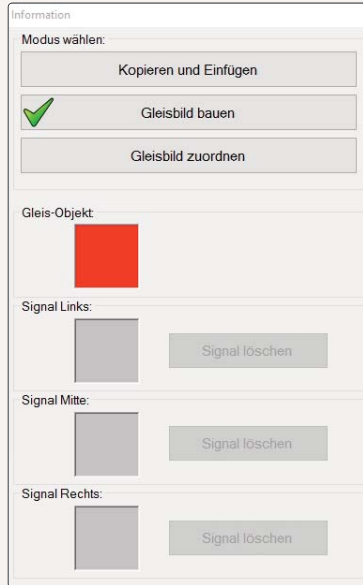 Information
Modus wählen:
Kopieren und Einfügen
Gleisbild bauen
Gleisbild zuordnen
Gleis-Objekt:
Signal Links:
Signal löschen
Signal Mitte:
Signal löschen
Signal Rechts:
Signal löschen